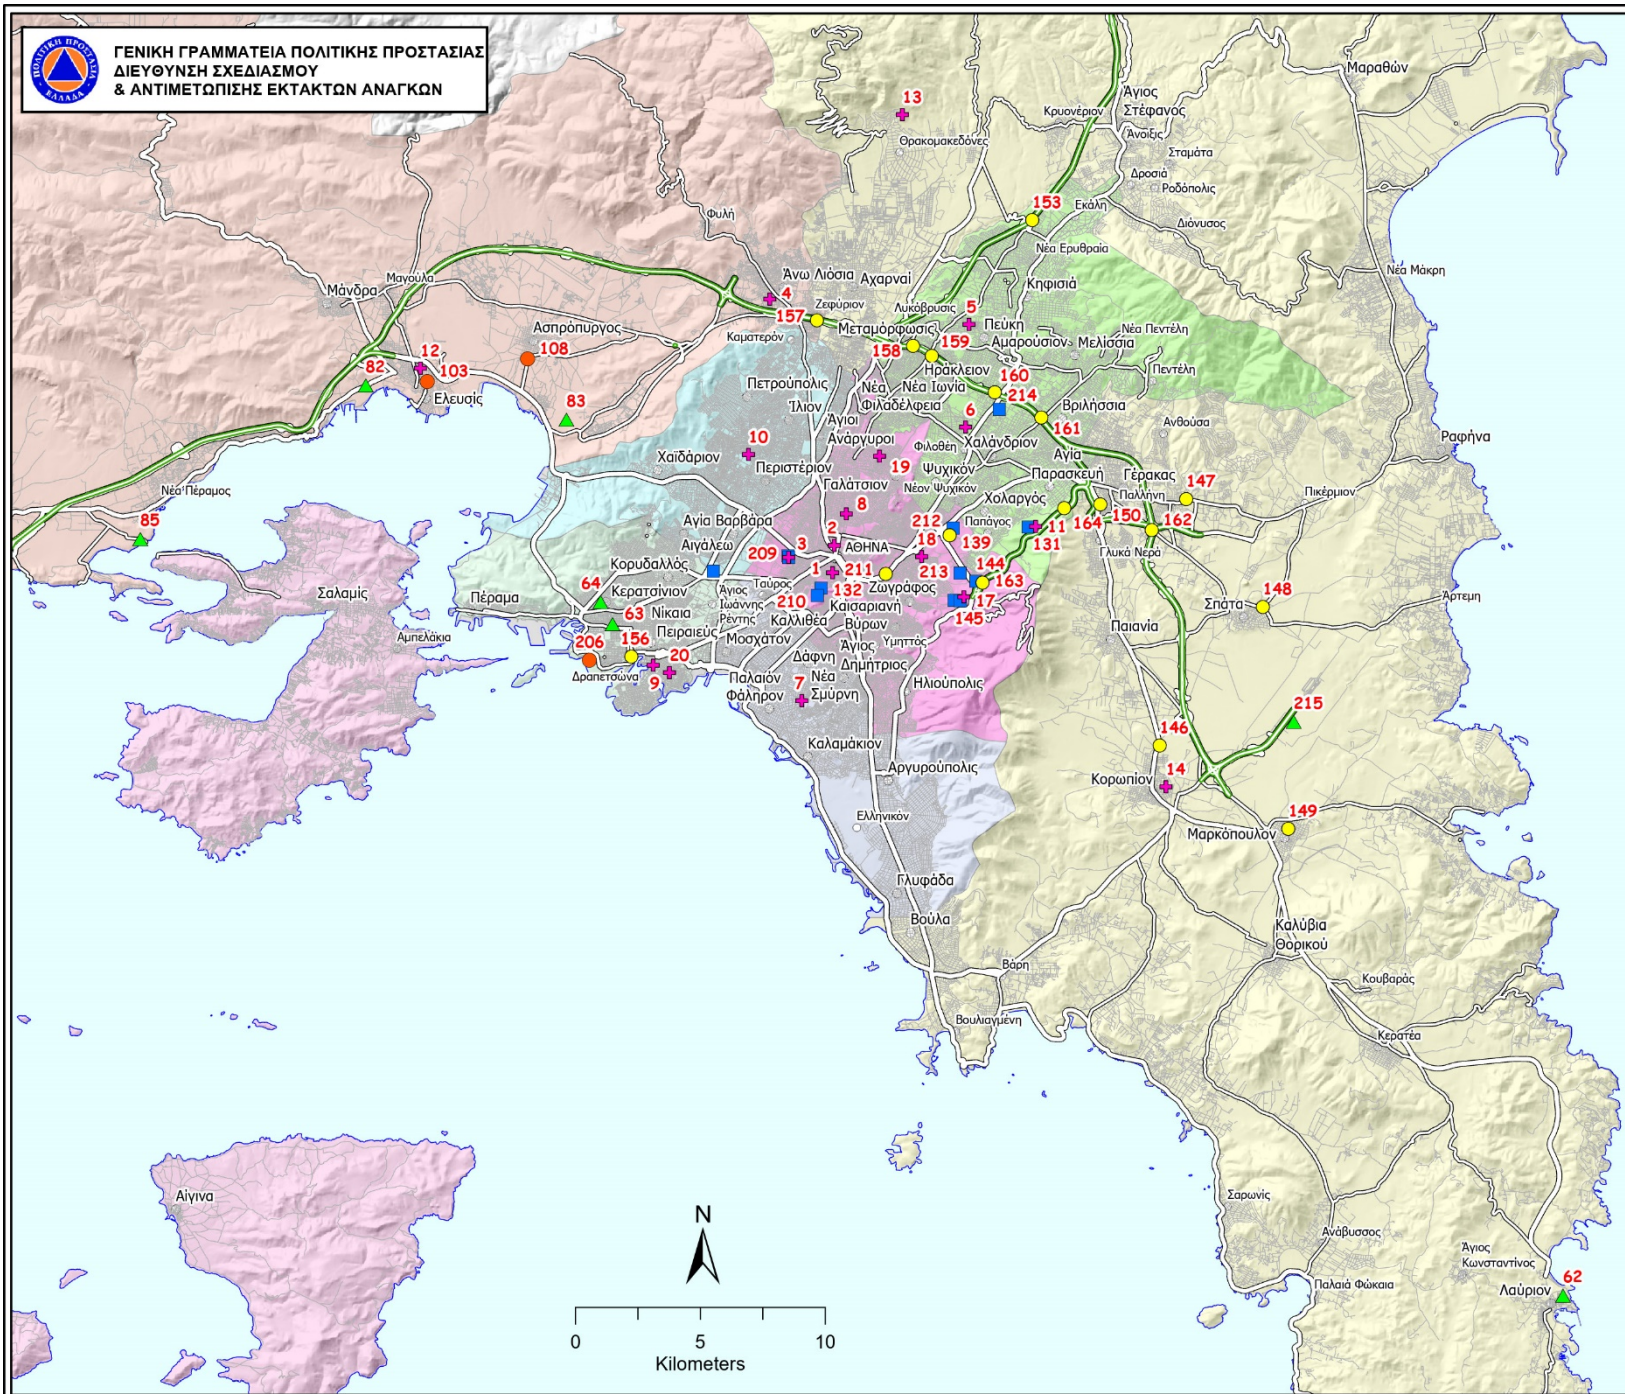 ΓΕΝΙΚΗ ΓΡΑΜΜΑΤΕΙΑ ΠΟΛΙΤΙΚΗΣ ΠΡΟΣΤΑΣΙΑΣ
ΔΙΕΥΘΥΝΣΗ ΣΧΕΔΙΑΣΜΟΥ
& ΑΝΤΙΜΕΤΩΠΙΣΗΣ ΕΚΤΑΚΤΩΝ ΑΝΑΓΚΩΝ
ΠΟΛΙΤΙΚΗ ΠΡΟΣΤΑΣΙΑ
ΕΛΛΑΔΑ
Μαραθών
13
Κρυονέριον
Άγιος
Στέφανος
Θρακομακεδόνες
Άνοιξις
Σταμάτα
Δροσιά
Ροδόπολις
153
Εκάλη
Φυλή
Διόνυσος
Νέα Ερυθραία
Νέα Μάκρη
Μαγούλα
Μάνδρα
Άνω Λιόσια
Αχαρναί
Κηφισιά
4
Ζεφύριον
Λυκόβρυσις
5
157
Ασπρόπυργος
Μεταμόρφωσις
Πεύκη
Νέα Πεντέλη
Καματερόν
Αμαρούσιον
Μελίσσια
158
159
108
12
82
103
Ηράκλειον
Πεντέλη
Πετρούπολις
Νέα
Φιλαδέλφεια
Νέα Ιωνία
160
214
Ελευσίς
83
Ίλιον
Άγιοι
Ανάργυροι
6
Βριλήσσια
161
Ανθούσα
10
Φιλοθέη
Χαλάνδριον
Ραφήνα
Χαϊδάριον
Περιστέριον
19
Ψυχικόν
Αγία
Παρασκευή
Γέρακας
Νέα Πέραμος
Γαλάτσιον
Νέον Ψυχικόν
Χολαργός
Παλλήνη
147
Πικέρμιον
85
8
212
Παπάγος
11
164
150
162
Αγία Βαρβάρα
2
18
139
131
Αιγάλεω
3
ΑΘΗΝΑ
Γλυκά Νερά
209
Κορυδαλλός
1
211
213
144
163
64
Κερατσίνιον
Ταύρος
Ζωγράφος
Σαλαμίς
Πέραμα
Άγιος
Ιωάννης
Ρέντης
210
132
Καισαριανή
17
145
148
Σπάτα
Άρτεμη
63
Νίκαια
Καλλιθέα
Βύρων
Παιανία
Αμπελάκια
Πειραιεύς
Μοσχάτον
Υμηττός
206
156
20
Δάφνη
Άγιος
Δημήτριος
Δραπετσώνα
9
Παλαιόν
Φάληρον
7
Νέα
Σμύρνη
Ηλιούπολις
215
Καλαμάκιον
146
Αργυρούπολις
14
Κορωπίον
Ελληνικόν
149
Μαρκόπουλον
Γλυφάδα
Βούλα
Καλύβια
Θορικού
Βάρη
Κουβαράς
Βουλιαγμένη
Κερατέα
Αίγινα
Σαρωνίς
N
Ανάβυσσος
Άγιος
Κωνσταντίνος
Παλαιά Φώκαια
Λαύριον
62
0
5
10
Kilometers